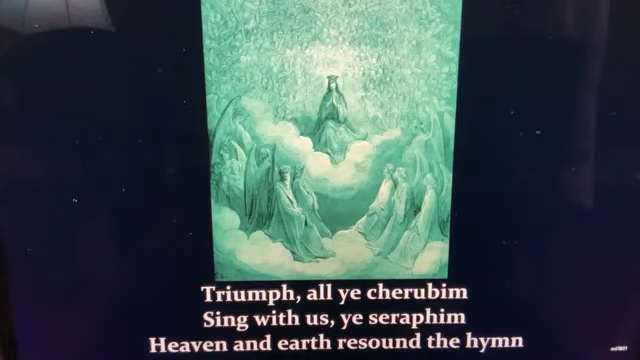 Triumph, all ye cherubim
Sing with us, ye seraphim
Heaven and earth resound the hymn